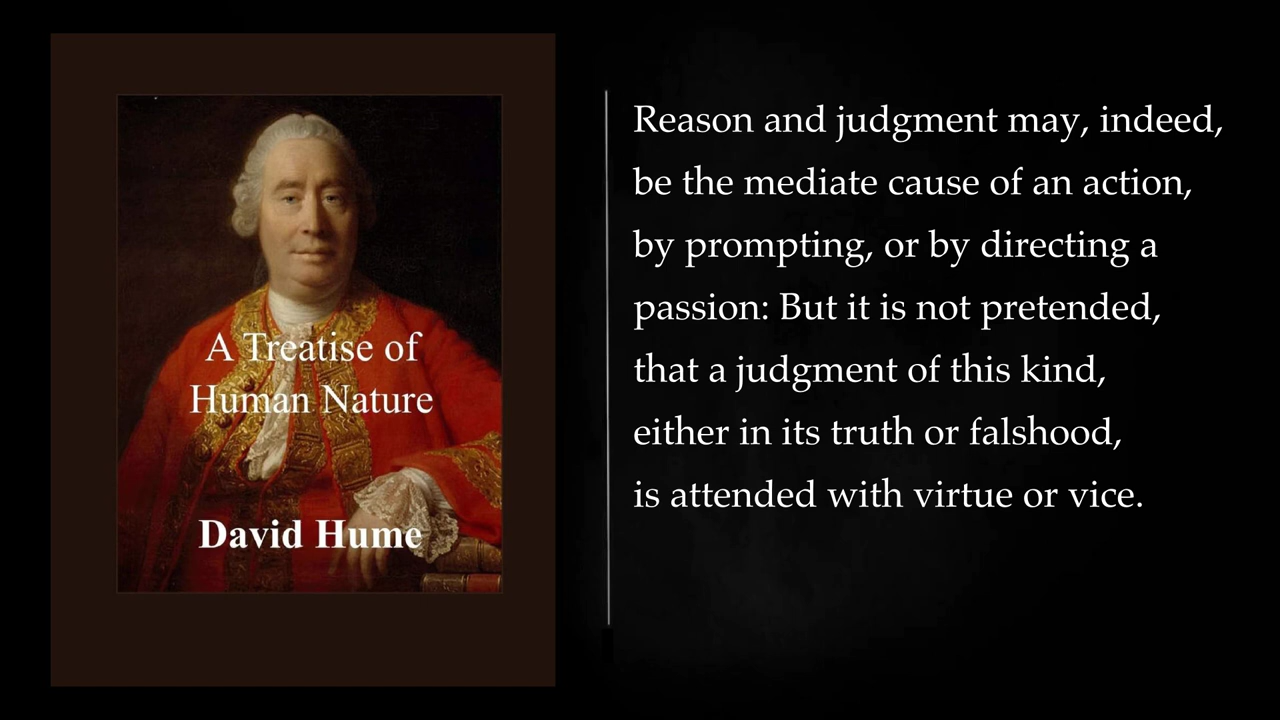 A Treatise of
Human Nature
David Hume
Reason and judgment may, indeed,
be the mediate cause of an action,
by prompting, or by directing a
passion: But it is not pretended,
that a judgment of this kind,
either in its truth or falshood,
is attended with virtue or vice.